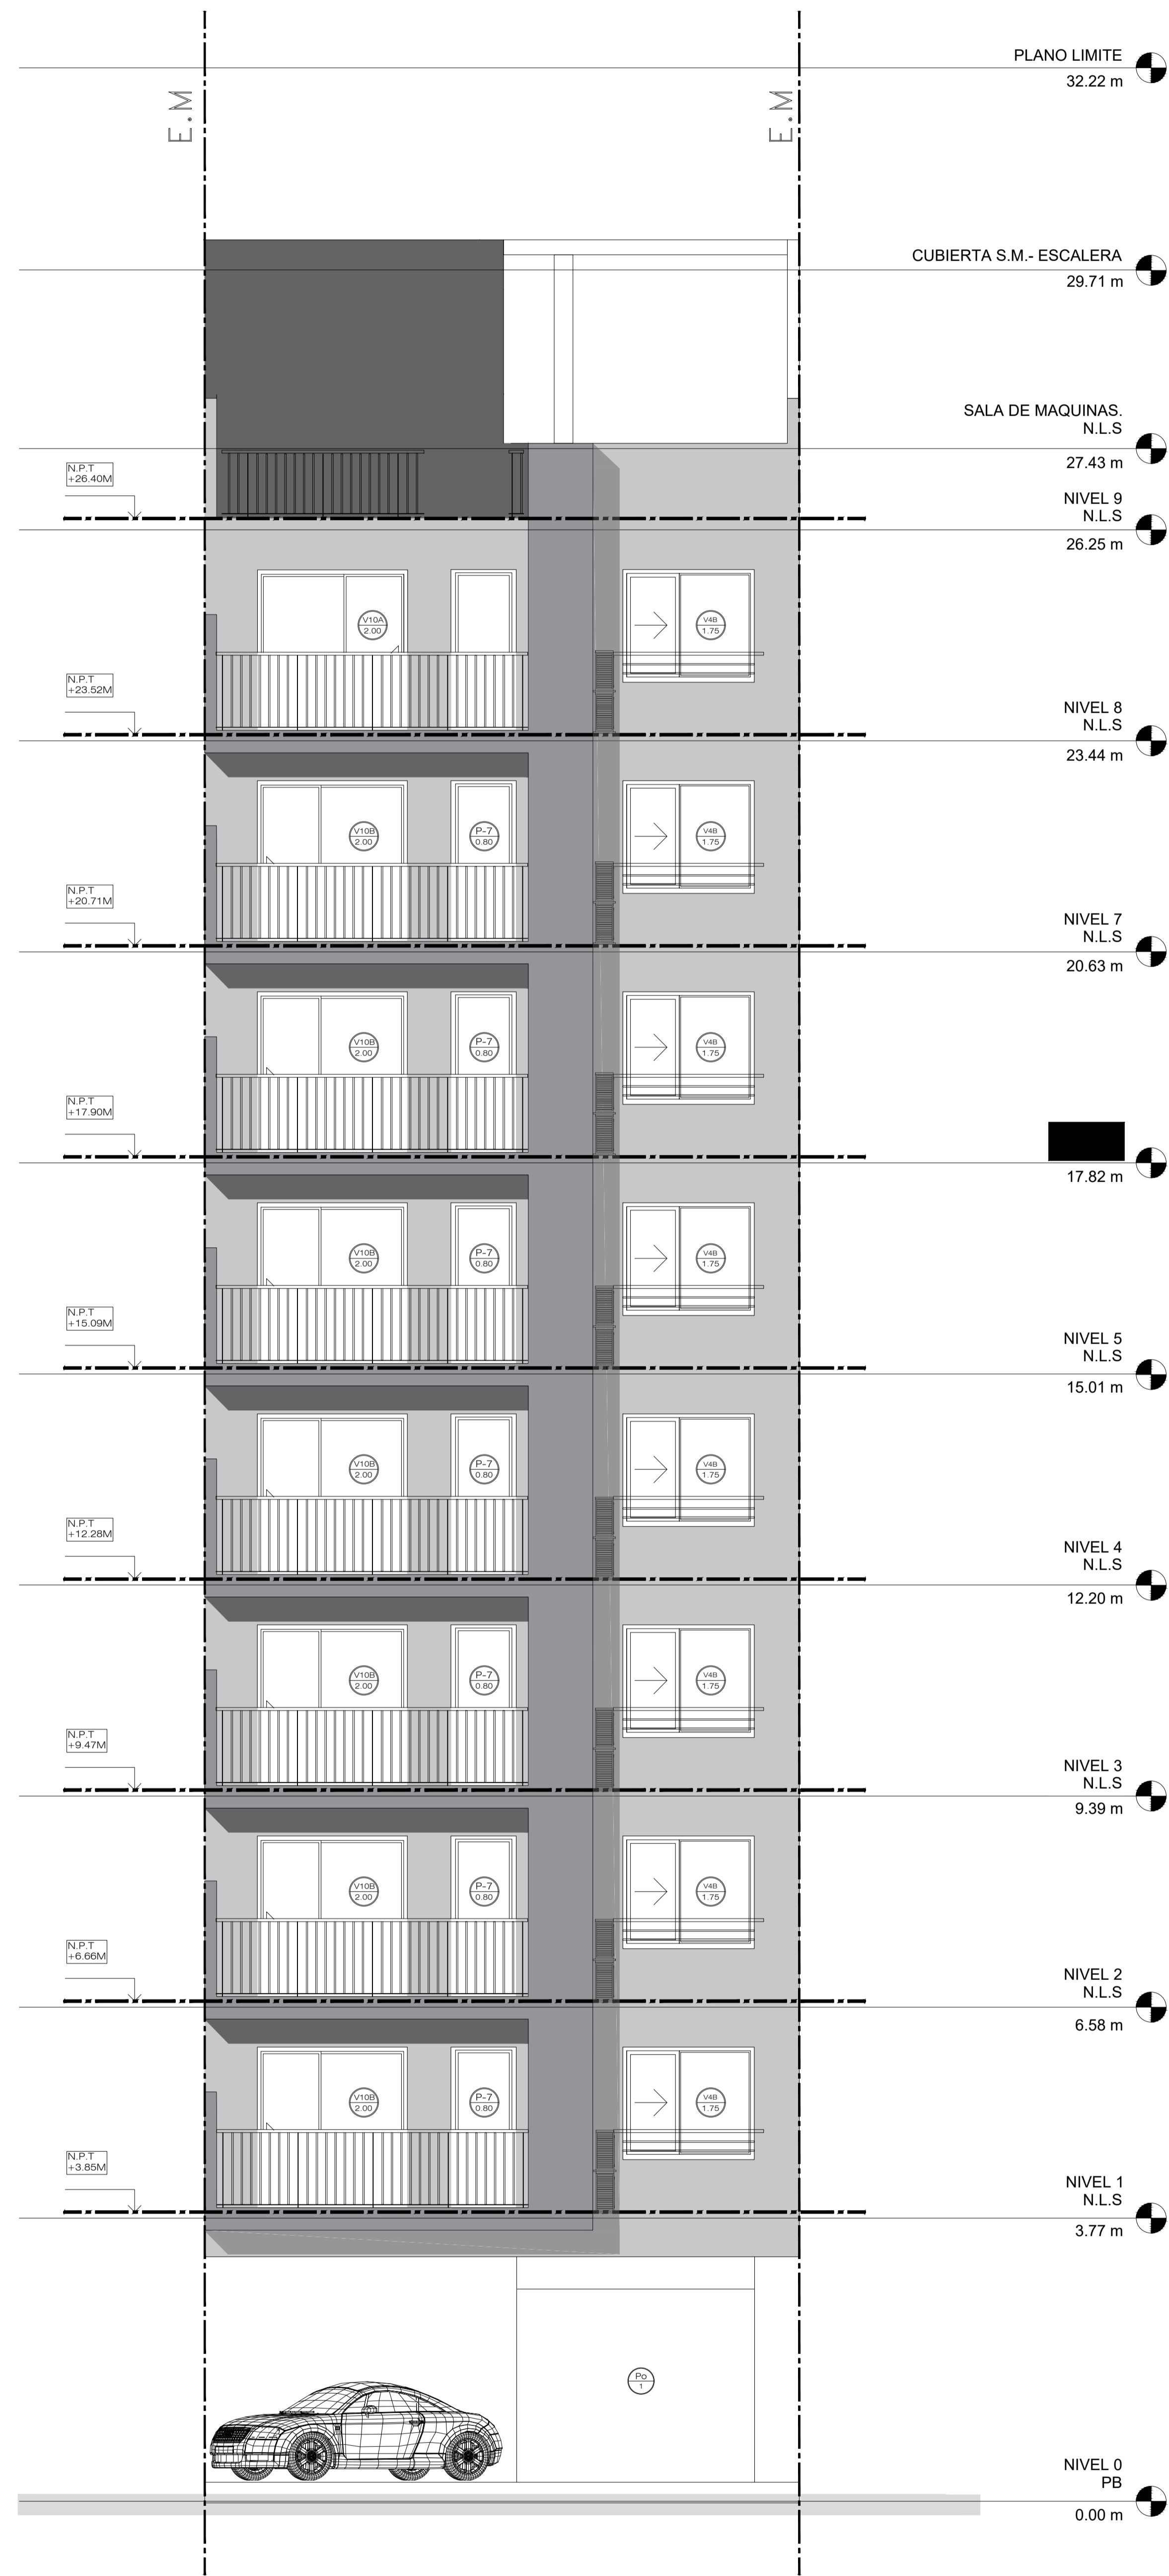 PLANO LIMITE
32.22 m
E.M
E.M
CUBIERTA S.M.- ESCALERA
29.71 m
SALA DE MAQUINAS.
N.L.S
27.43 m
N.P.T
+26.40M
NIVEL 9
N.L.S
26.25 m
V10A
2.00
V4B
1.75
N.P.T
+23.52M
NIVEL 8
N.L.S
23.44 m
V10B
2.00
P-7
0.80
V4B
1.75
N.P.T
+20.71M
NIVEL 7
N.L.S
20.63 m
V10B
2.00
P-7
0.80
V4B
1.75
N.P.T
+17.90M
17.82 m
V10B
2.00
P-7
0.80
V4B
1.75
N.P.T
+15.09M
NIVEL 5
N.L.S
15.01 m
V10B
2.00
P-7
0.80
V4B
1.75
N.P.T
+12.28M
NIVEL 4
N.L.S
12.20 m
V10B
2.00
P-7
0.80
V4B
1.75
N.P.T
+9.47M
NIVEL 3
N.L.S
9.39 m
V10B
2.00
P-7
0.80
V4B
1.75
N.P.T
+6.66M
NIVEL 2
N.L.S
6.58 m
V10B
2.00
P-7
0.80
V4B
1.75
N.P.T
+3.85M
NIVEL 1
N.L.S
3.77 m
Po
1
NIVEL 0
PB
0.00 m